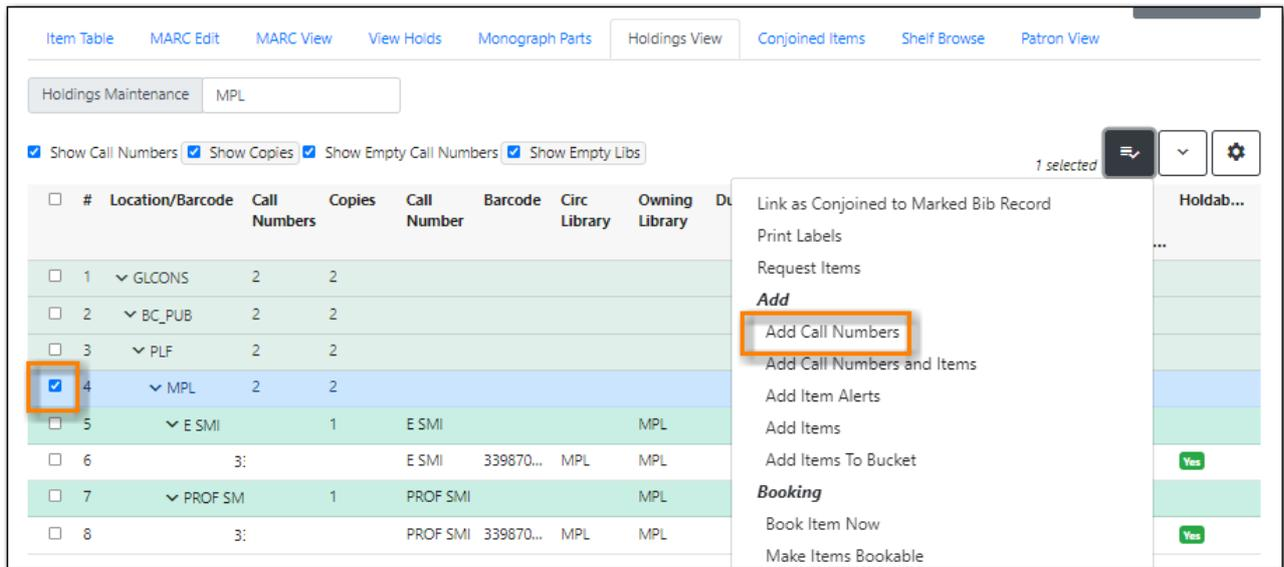 Item Table MARC Edit MARC View View Holds Monograph Parts Holdings View Conjoined Items Shelf Browse Patron View
Holdings Maintenance MPL
Show Call Numbers Show Copies Show Empty Call Numbers Show Empty Libs
1 selected
# Location/Barcode Call Numbers Copies Call Number Barcode Circ Library Owning Library Du Holdab...
...
1 GLCONS 2 2
2 BC_PUB 2 2
3 PLF 2 2
4 MPL 2 2
5 E SMI 1 E SMI MPL
6 3: E SMI 339870... MPL MPL Yes
7 PROF SM 1 PROF SMI MPL
8 3: PROF SMI 339870... MPL MPL Yes
Link as Conjoined to Marked Bib Record
Print Labels
Request Items
Add
Add Call Numbers
Add Call Numbers and Items
Add Item Alerts
Add Items
Add Items To Bucket
Booking
Book Item Now
Make Items Bookable